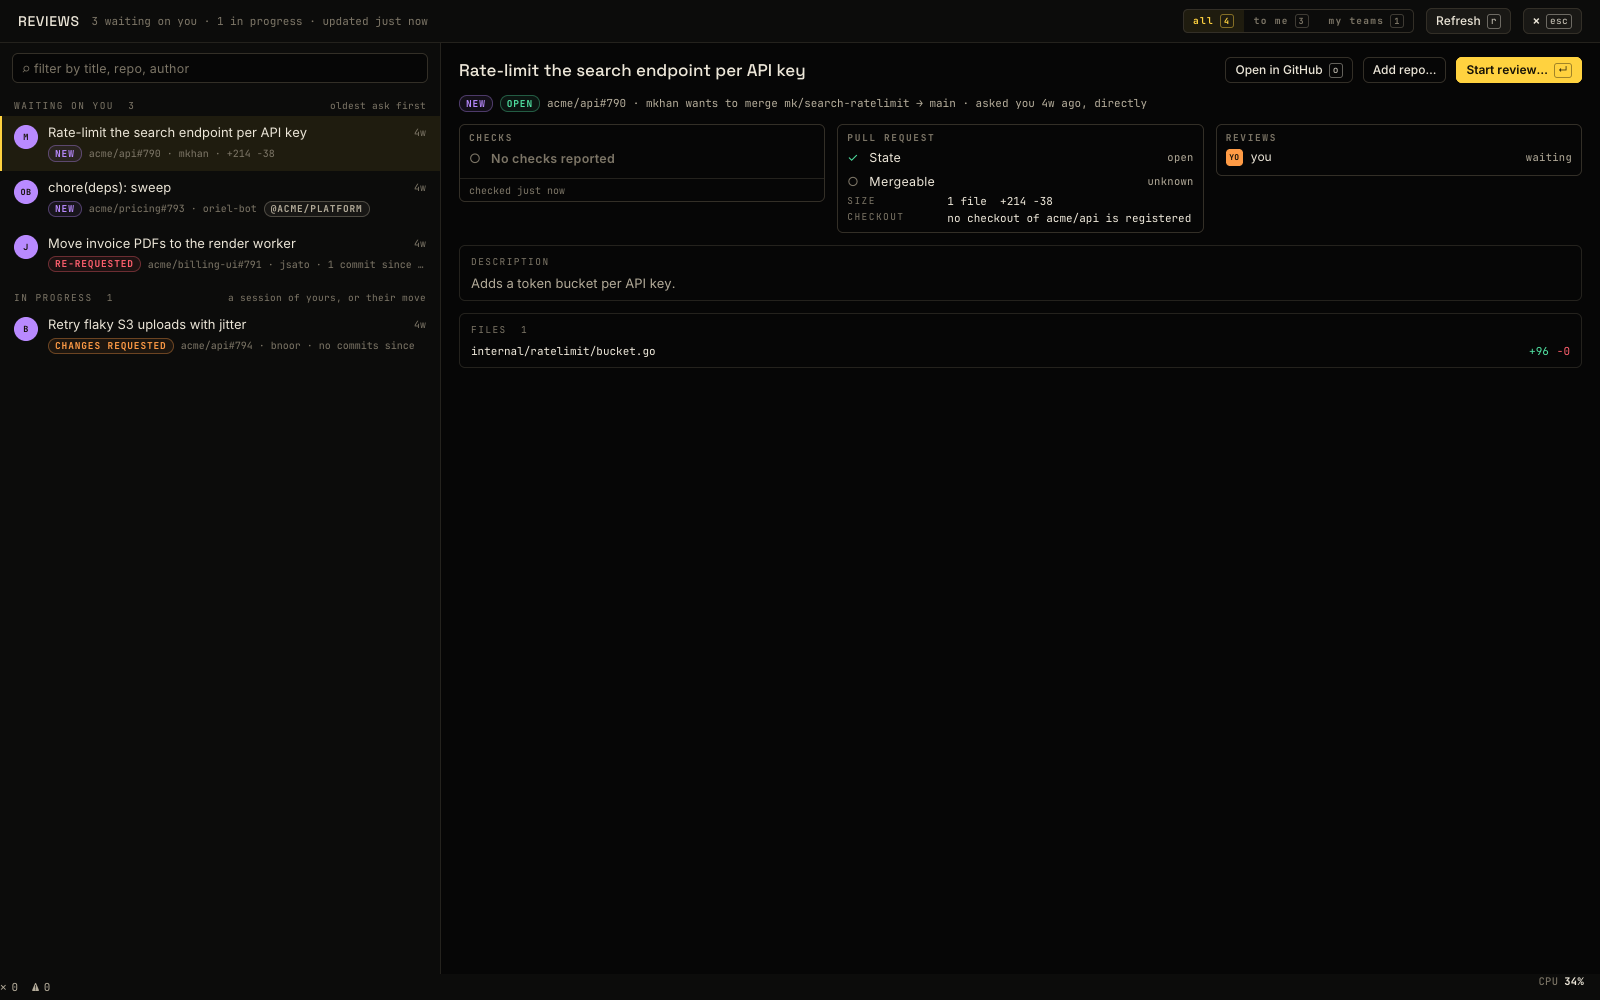 REVIEWS 3 waiting on you · 1 in progress · updated just now
all 4 to me 3 my teams 1 Refresh r × esc
⌕ filter by title, repo, author
WAITING ON YOU 3 oldest ask first
M Rate-limit the search endpoint per API key 4w
NEW acme/api#790 · mkhan · +214 -38
OB chore(deps): sweep 4w
NEW acme/pricing#793 · oriel-bot @ACME/PLATFORM
J Move invoice PDFs to the render worker 4w
RE-REQUESTED acme/billing-ui#791 · jsato · 1 commit since …
IN PROGRESS 1 a session of yours, or their move
B Retry flaky S3 uploads with jitter 4w
CHANGES REQUESTED acme/api#794 · bnoor · no commits since
Rate-limit the search endpoint per API key Open in GitHub o Add repo... Start review... ↵
NEW OPEN acme/api#790 · mkhan wants to merge mk/search-ratelimit → main · asked you 4w ago, directly
CHECKS
○ No checks reported
checked just now
PULL REQUEST
✓ State open
○ Mergeable unknown
SIZE 1 file +214 -38
CHECKOUT no checkout of acme/api is registered
REVIEWS
YO you waiting
DESCRIPTION
Adds a token bucket per API key.
FILES 1
internal/ratelimit/bucket.go +96 -0
× 0 ▲ 0 CPU 34%